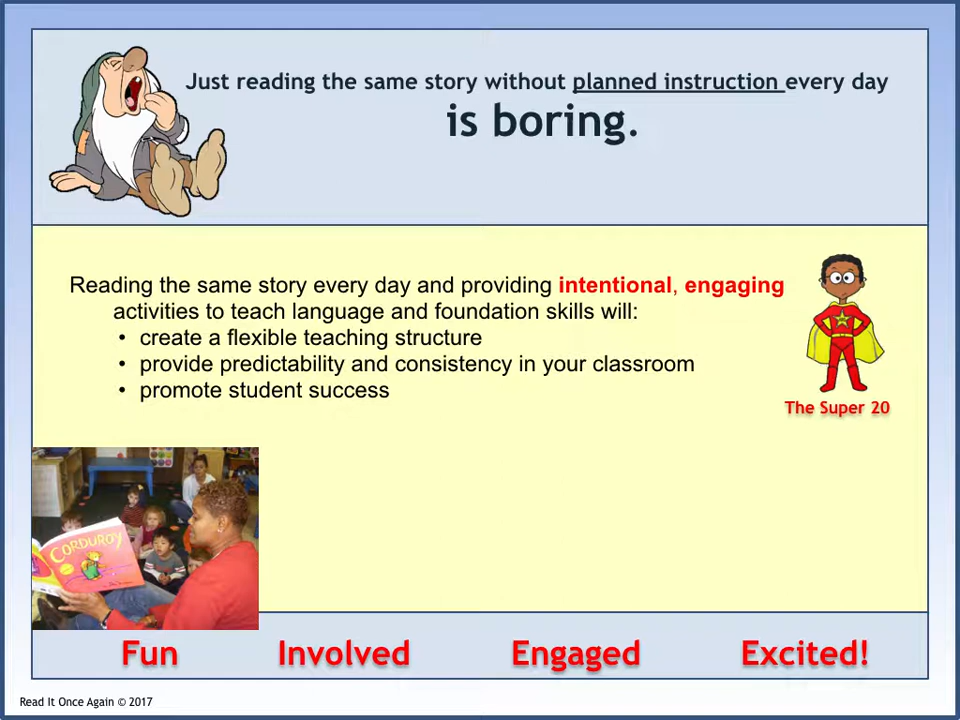 Just reading the same story without planned instruction every day
is boring.
Reading the same story every day and providing intentional, engaging
activities to teach language and foundation skills will:
• create a flexible teaching structure
• provide predictability and consistency in your classroom
• promote student success
The Super 20
CORDUROY
Fun Involved Engaged Excited!
Read It Once Again © 2017